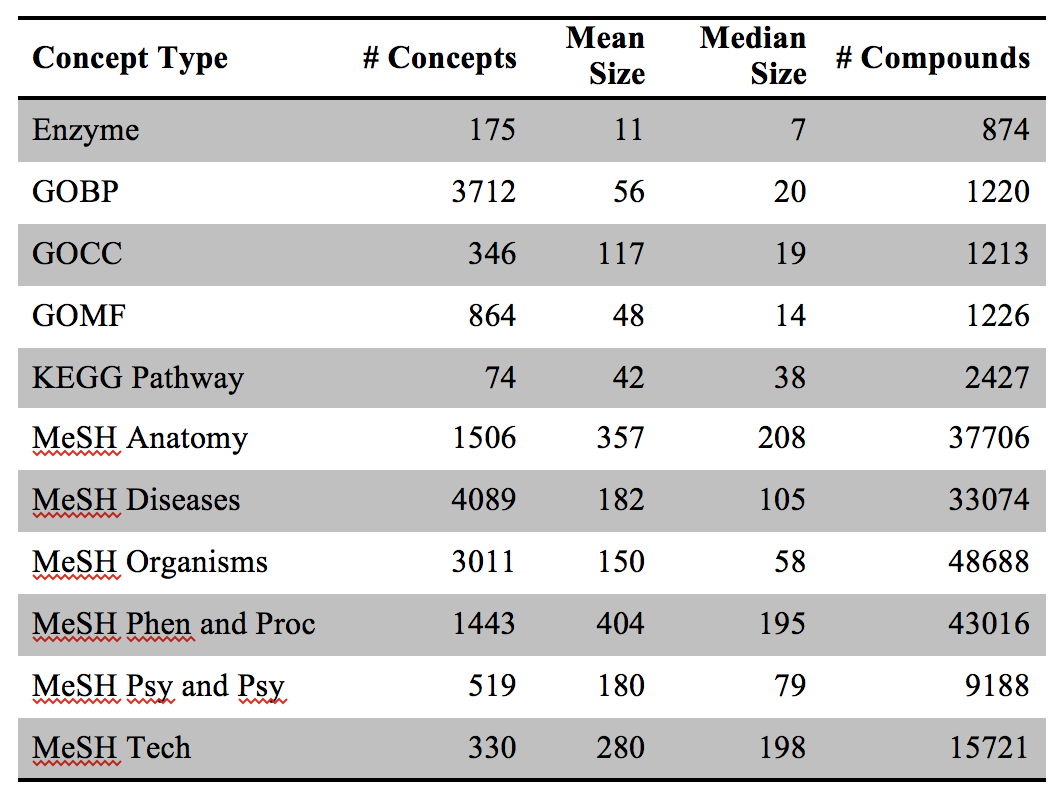 Concept Type # Concepts Mean Size Median Size # Compounds
Enzyme 175 11 7 874
GOBP 3712 56 20 1220
GOCC 346 117 19 1213
GOMF 864 48 14 1226
KEGG Pathway 74 42 38 2427
MeSH Anatomy 1506 357 208 37706
MeSH Diseases 4089 182 105 33074
MeSH Organisms 3011 150 58 48688
MeSH Phen and Proc 1443 404 195 43016
MeSH Psy and Psy 519 180 79 9188
MeSH Tech 330 280 198 15721